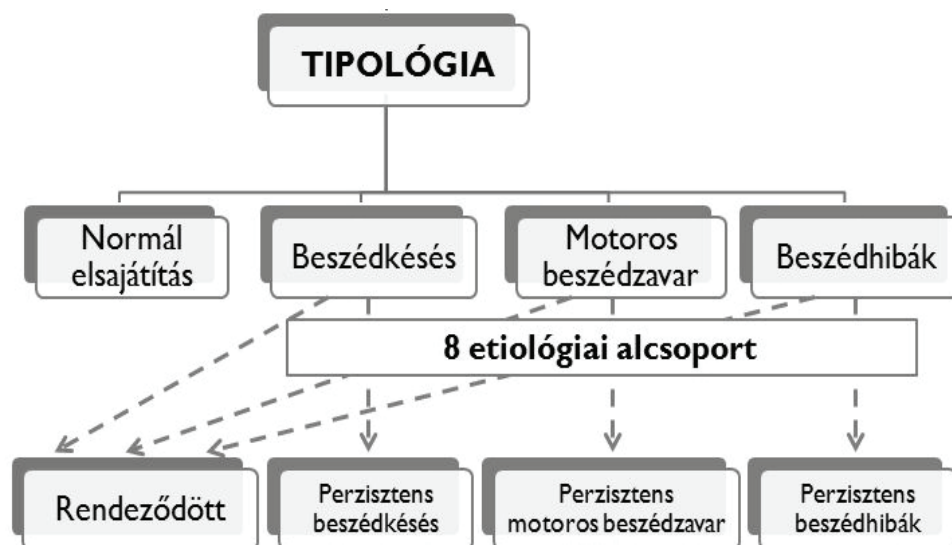 TIPOLÓGIA
Normál
elsajátítás
Beszédkésés
Motoros
beszédzavar
Beszédhibák
8 etiológiai alcsoport
Rendeződött
Perzisztens
beszédkésés
Perzisztens
motoros beszédzavar
Perzisztens
beszédhibák